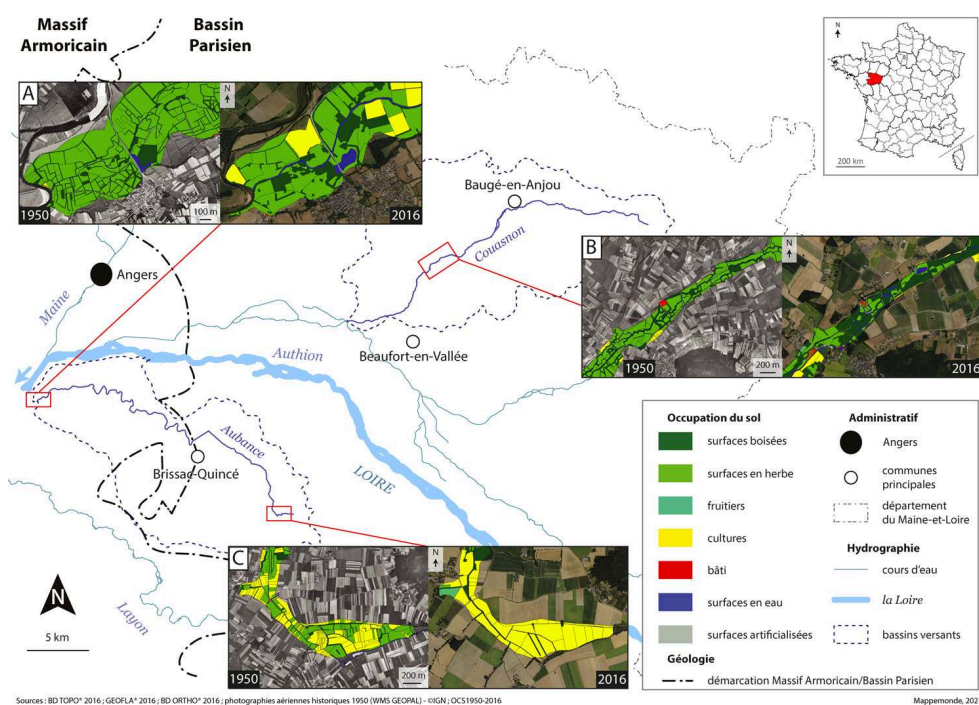 Massif
Armoricain
Bassin
Parisien
N
200 km
A
N
1950
100 m
2016
Baugé-en-Anjou
Couasnon
Angers
Maine
B
N
1950
200 m
2016
Beaufort-en-Vallée
Authion
Aubance
Brissac-Quincé
LOIRE
Layon
N
5 km
C
N
1950
200 m
2016
Occupation du sol
surfaces boisées
surfaces en herbe
fruitiers
cultures
bâti
surfaces en eau
surfaces artificialisées
Géologie
démarcation Massif Armoricain/Bassin Parisien
Administratif
Angers
communes
principales
département
du Maine-et-Loire
Hydrographie
cours d'eau
la Loire
bassins versants
Sources : BD TOPO® 2016 ; GEOFLA® 2016 ; BD ORTHO® 2016 ; photographies aériennes historiques 1950 (WMS GEOPAL) - ©IGN ; OCS1950-2016
Mappemonde, 202